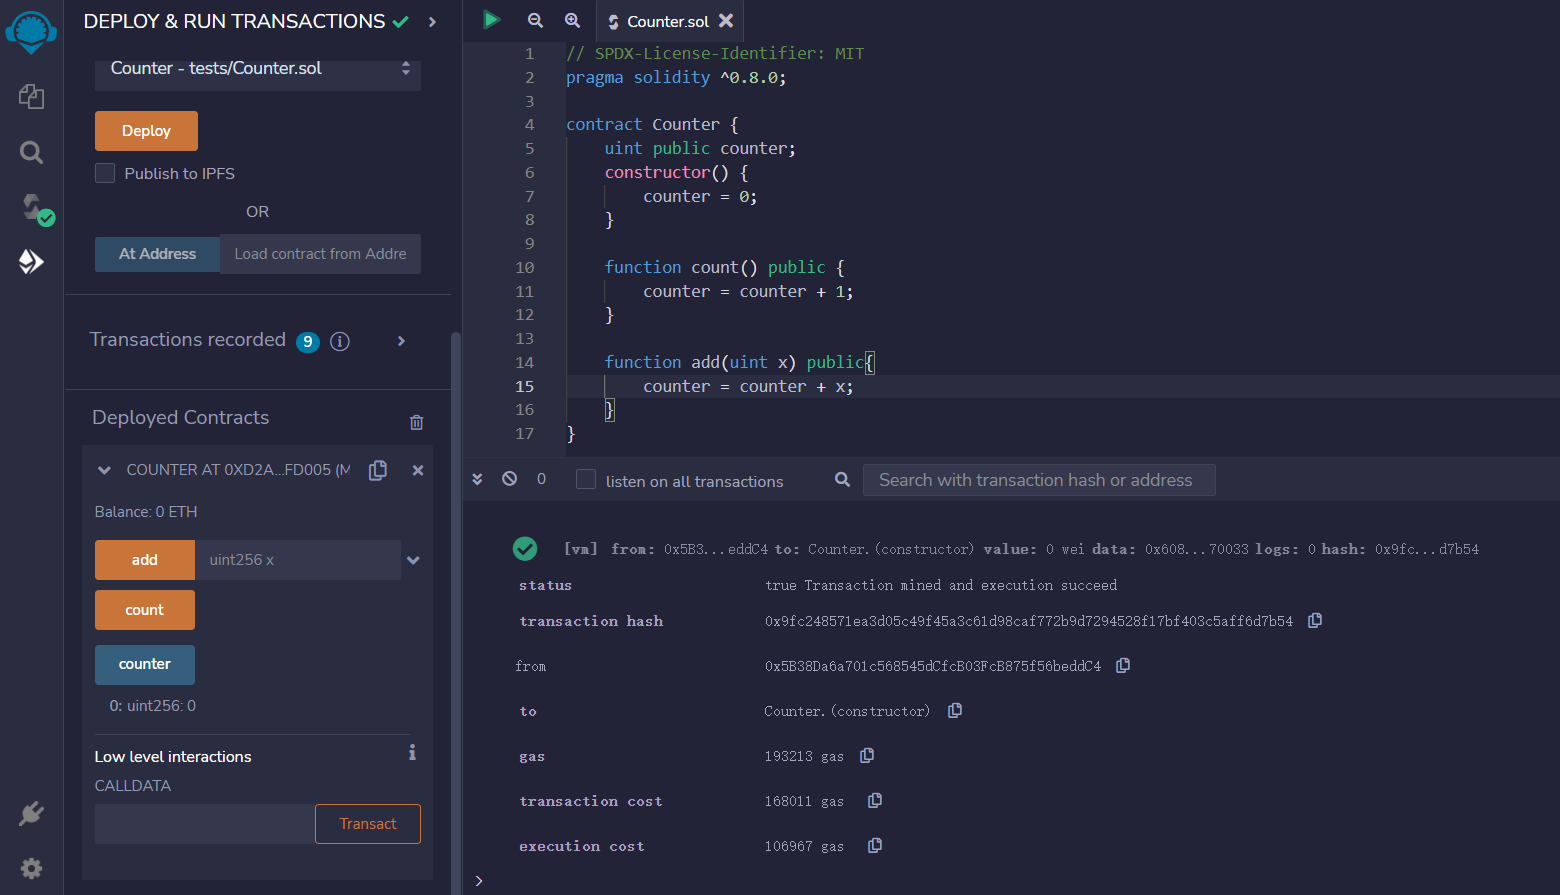 DEPLOY & RUN TRANSACTIONS
Counter - tests/Counter.sol
Deploy
Publish to IPFS
OR
At Address
Load contract from Addre
Transactions recorded 9
Deployed Contracts
COUNTER AT 0XD2A...FD005 (M
Balance: 0 ETH
add
uint256 x
count
counter
0: uint256: 0
Low level interactions
CALLDATA
Transact
Counter.sol
1 // SPDX-License-Identifier: MIT
2 pragma solidity ^0.8.0;
3
4 contract Counter {
5 uint public counter;
6 constructor() {
7 counter = 0;
8 }
9
10 function count() public {
11 counter = counter + 1;
12 }
13
14 function add(uint x) public{
15 counter = counter + x;
16 }
17 }
0
listen on all transactions
Search with transaction hash or address
[vm] from: 0x5B3...eddC4 to: Counter.(constructor) value: 0 wei data: 0x608...70033 logs: 0 hash: 0x9fc...d7b54
status true Transaction mined and execution succeed
transaction hash 0x9fc248571ea3d05c49f45a3c61d98caf772b9d7294528f17bf403c5aff6d7b54
from 0x5B38Da6a701c568545dCfcB03FcB875f56beddC4
to Counter.(constructor)
gas 193213 gas
transaction cost 168011 gas
execution cost 106967 gas
>